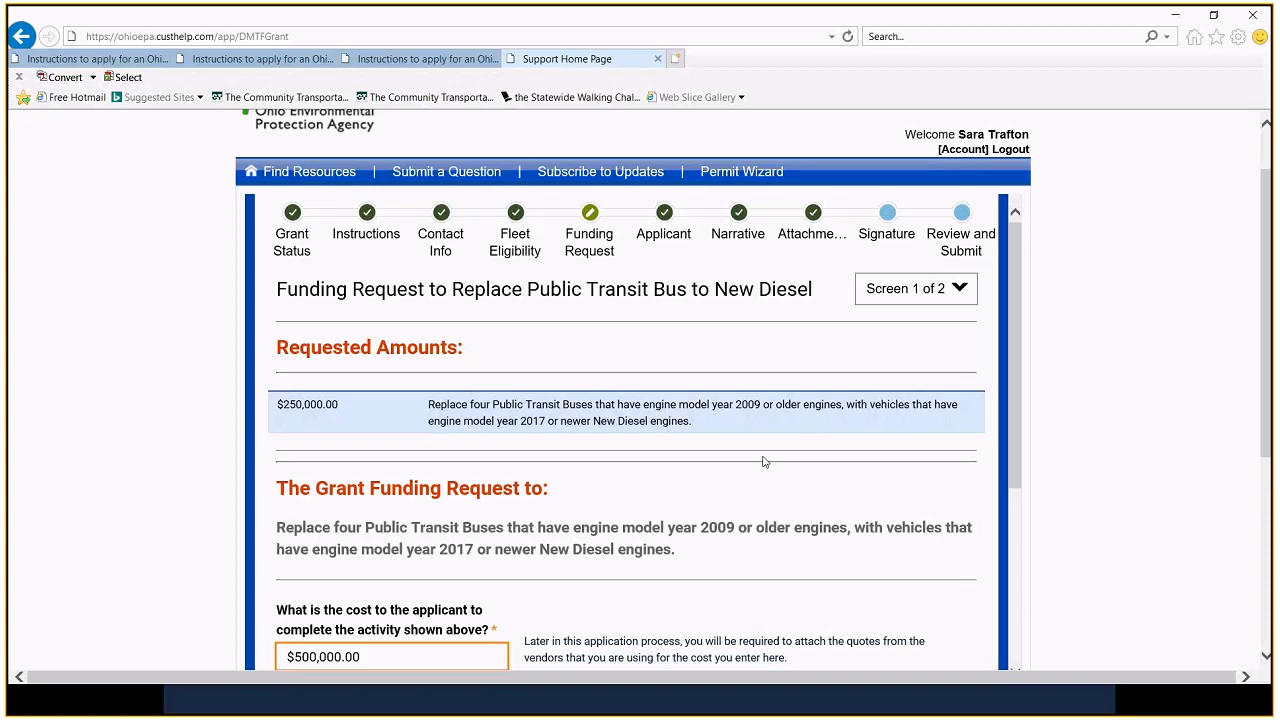 https://ohioepa.custhelp.com/app/DMTFGrant
Search...
Instructions to apply for an Ohi...
Instructions to apply for an Ohi...
Instructions to apply for an Ohi...
Support Home Page
Convert
Select
Free Hotmail
Suggested Sites
The Community Transporta...
The Community Transporta...
the Statewide Walking Chal...
Web Slice Gallery
Ohio Environmental
Protection Agency
Welcome Sara Trafton
[Account] Logout
Find Resources | Submit a Question | Subscribe to Updates | Permit Wizard
Grant Status
Instructions
Contact Info
Fleet Eligibility
Funding Request
Applicant
Narrative
Attachme...
Signature
Review and Submit
Funding Request to Replace Public Transit Bus to New Diesel
Screen 1 of 2
Requested Amounts:
$250,000.00
Replace four Public Transit Buses that have engine model year 2009 or older engines, with vehicles that have
engine model year 2017 or newer New Diesel engines.
The Grant Funding Request to:
Replace four Public Transit Buses that have engine model year 2009 or older engines, with vehicles that
have engine model year 2017 or newer New Diesel engines.
What is the cost to the applicant to
complete the activity shown above? *
$500,000.00
Later in this application process, you will be required to attach the quotes from the
vendors that you are using for the cost you enter here.